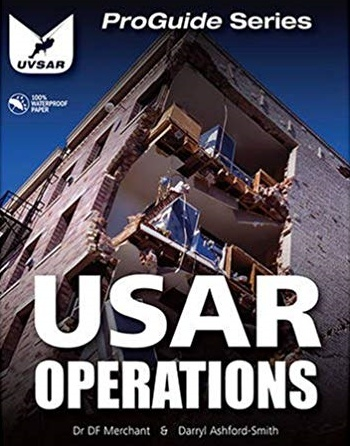 ProGuide Series
UVSAR
100%
WATERPROOF
PAPER
USAR
OPERATIONS
Dr DF Merchant & Darryl Ashford-Smith